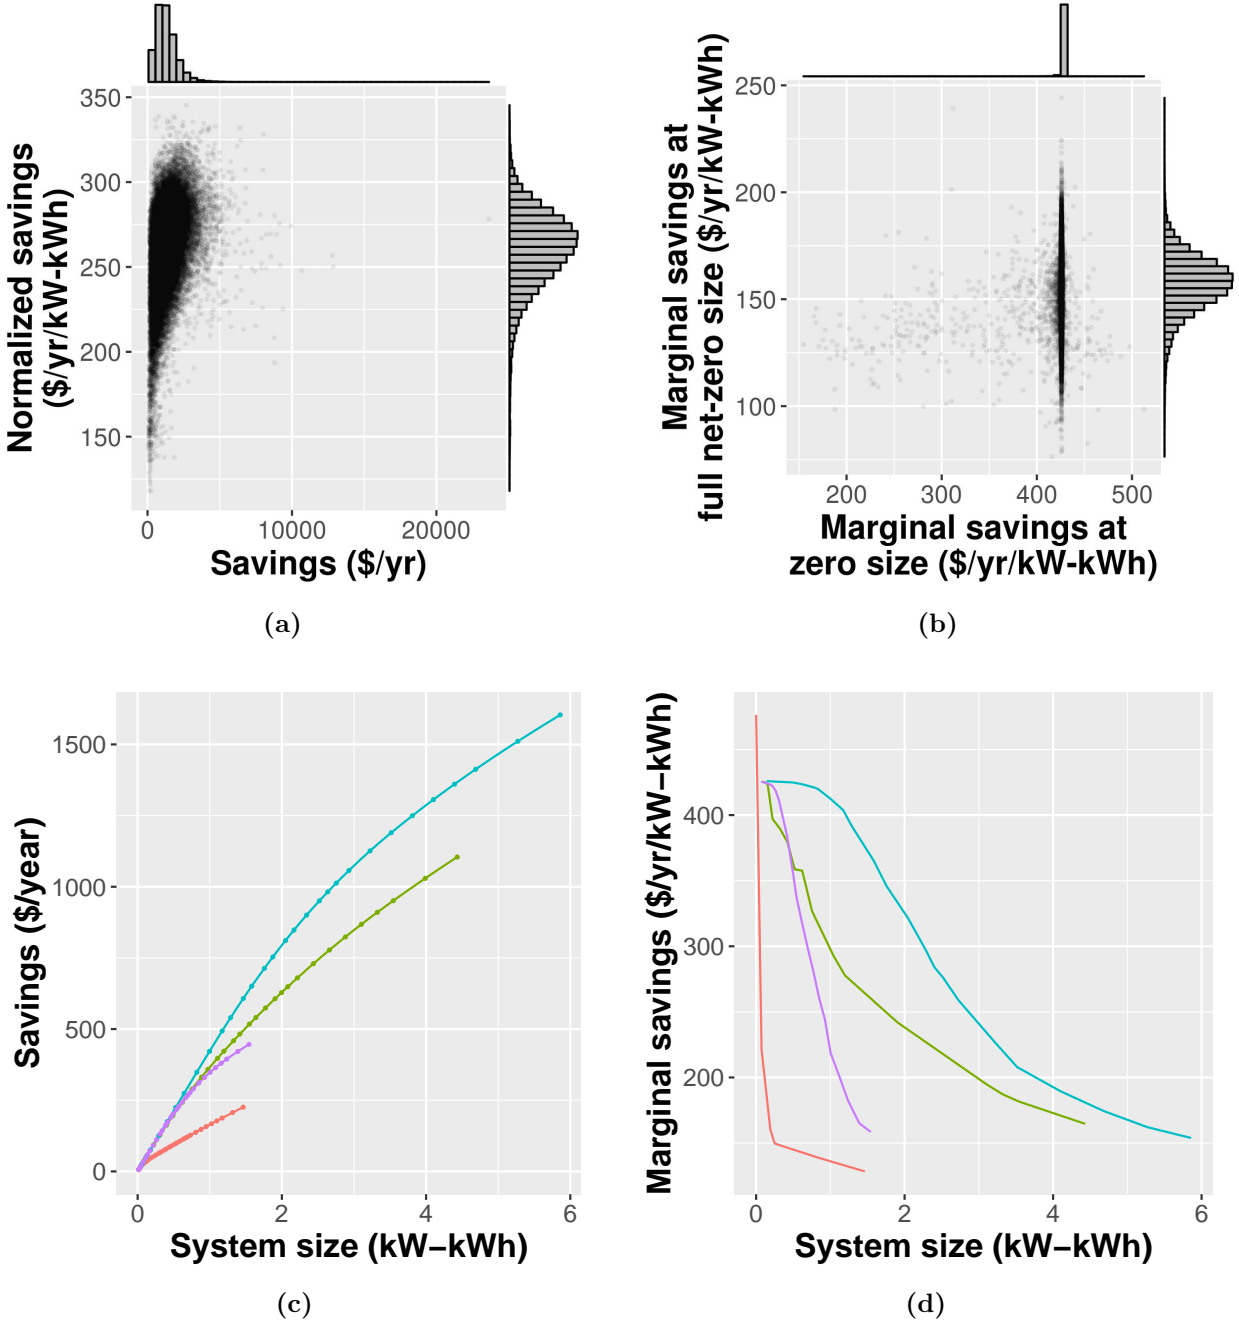 350
300
250
200
150
0
10000
20000
Normalized savings
($/yr/kW-kWh)
Savings ($/yr)
(a)
250
200
150
100
200
300
400
500
Marginal savings at
full net-zero size ($/yr/kW-kWh)
Marginal savings at
zero size ($/yr/kW-kWh)
(b)
1500
1000
500
0
0
2
4
6
Savings ($/year)
System size (kW−kWh)
(c)
400
300
200
0
2
4
6
Marginal savings ($/yr/kW−kWh)
System size (kW−kWh)
(d)